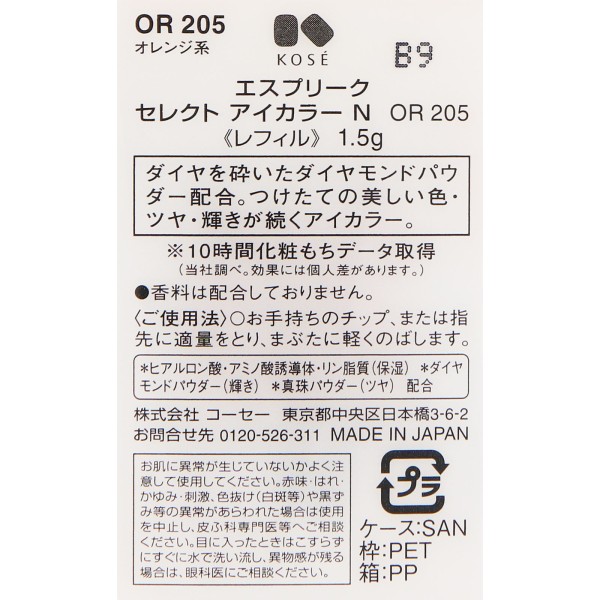 OR 205
オレンジ系
KOSÉ
B9
エスプリーク
セレクト アイカラー N OR 205
《レフィル》 1.5g
ダイヤを砕いたダイヤモンドパウ
ダー配合。つけたての美しい色・
ツヤ・輝きが続くアイカラー。
※10時間化粧もちデータ取得
(当社調べ。効果には個人差があります。)
●香料は配合しておりません。
〈ご使用法〉○お手持ちのチップ、または指
先に適量をとり、まぶたに軽くのばします。
*ヒアルロン酸・アミノ酸誘導体・リン脂質(保湿) *ダイヤ
モンドパウダー(輝き) *真珠パウダー(ツヤ) 配合
株式会社 コーセー 東京都中央区日本橋3-6-2
お問合せ先 0120-526-311 MADE IN JAPAN
お肌に異常が生じていないかよく注
意して使用してください。赤味・はれ・
かゆみ・刺激、色抜け(白斑等)や黒ず
み等の異常があらわれた場合は使用
を中止し、皮ふ科専門医等へご相談
ください。目に入ったときはこすらず
にすぐに水で洗い流し、異物感が残る
場合は、眼科医にご相談ください。
プラ
ケース:SAN
枠:PET
箱:PP